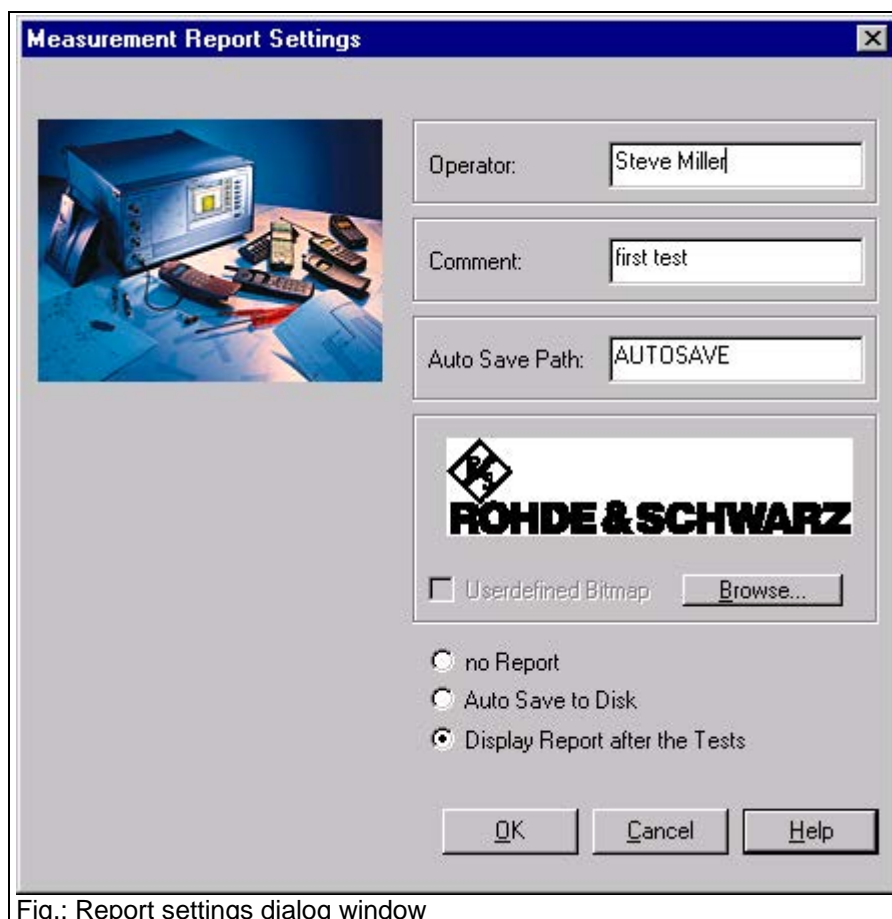 Measurement Report Settings
Operator:
Steve Miller
Comment:
first test
Auto Save Path:
AUTOSAVE
RS
ROHDE & SCHWARZ
Userdefined Bitmap
Browse...
no Report
Auto Save to Disk
Display Report after the Tests
OK
Cancel
Help
Fig.: Report settings dialog window